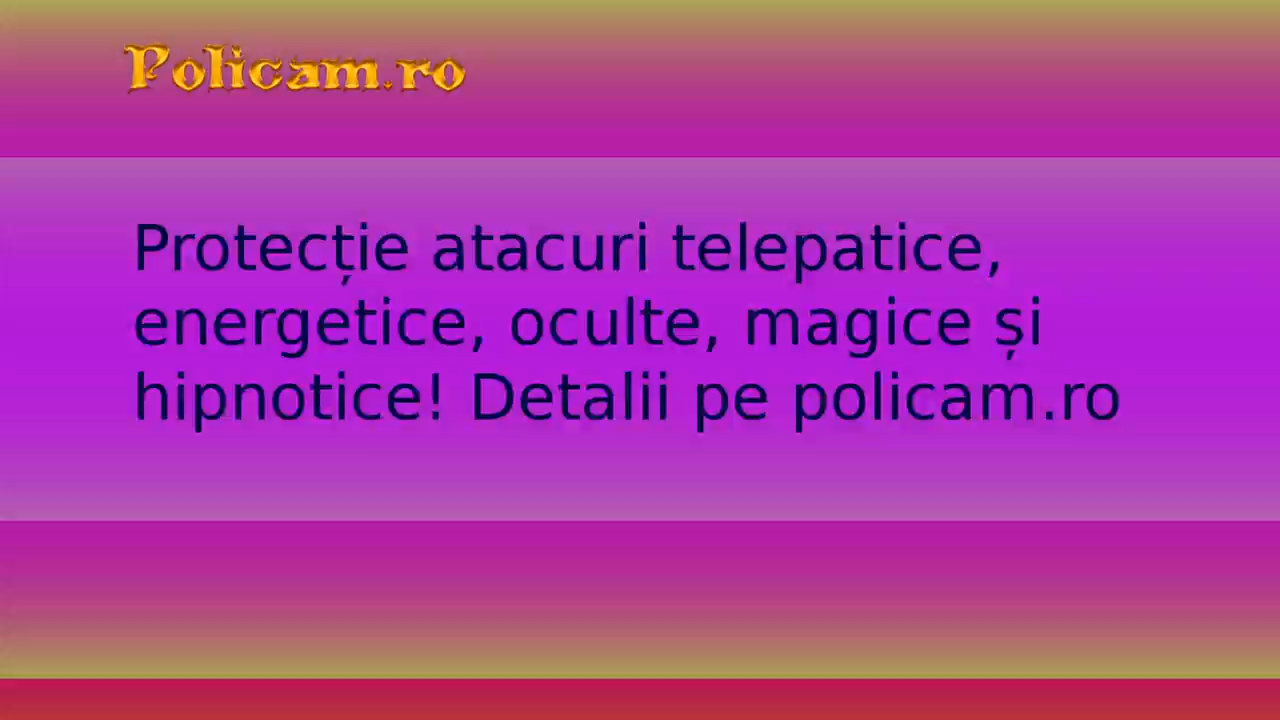 Policam.ro
Protecție atacuri telepatice,
energetice, oculte, magice și
hipnotice! Detalii pe policam.ro